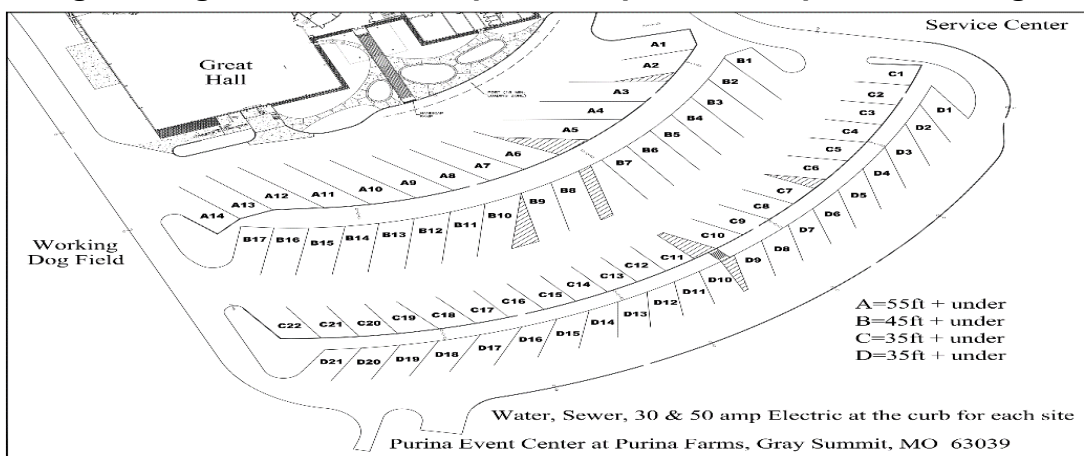 Service Center
Great
Hall
A1
A2
A3
A4
A5
A6
A7
A8
A9
A10
A11
A12
A13
A14
B1
B2
B3
B4
B5
B6
B7
B8
B9
B10
B11
B12
B13
B14
B15
B16
B17
C1
C2
C3
C4
C5
C6
C7
C8
C9
C10
C11
C12
C13
C14
C15
C16
C17
C18
C19
C20
C21
C22
D1
D2
D3
D4
D5
D6
D7
D8
D9
D10
D11
D12
D13
D14
D15
D16
D17
D18
D19
D20
D21
Working
Dog Field
A=55ft + under
B=45ft + under
C=35ft + under
D=35ft + under
Water, Sewer, 30 & 50 amp Electric at the curb for each site
Purina Event Center at Purina Farms, Gray Summit, MO 63039